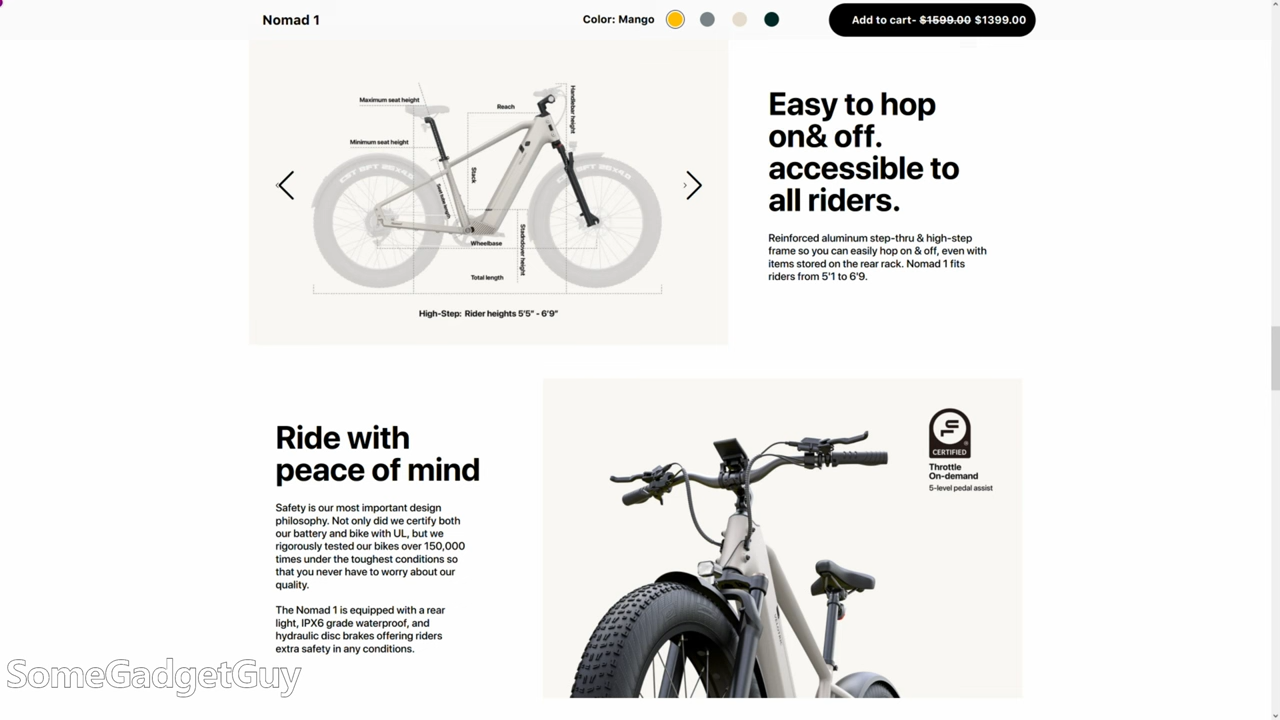 Nomad 1
Color: Mango
Add to cart- $1599.00 $1399.00
Maximum seat height
Reach
Handlebar height
Minimum seat height
Stack
Seat tube length
Wheelbase
Stadndover height
Total length
High-Step: Rider heights 5'5" - 6'9"
Easy to hop
on& off.
accessible to
all riders.
Reinforced aluminum step-thru & high-step
frame so you can easily hop on & off, even with
items stored on the rear rack. Nomad 1 fits
riders from 5'1 to 6'9.
Ride with
peace of mind
Safety is our most important design
philosophy. Not only did we certify both
our battery and bike with UL, but we
rigorously tested our bikes over 150,000
times under the toughest conditions so
that you never have to worry about our
quality.
The Nomad 1 is equipped with a rear
light, IPX6 grade waterproof, and
hydraulic disc brakes offering riders
extra safety in any conditions.
CERTIFIED
Throttle
On-demand
5-level pedal assist
SomeGadgetGuy